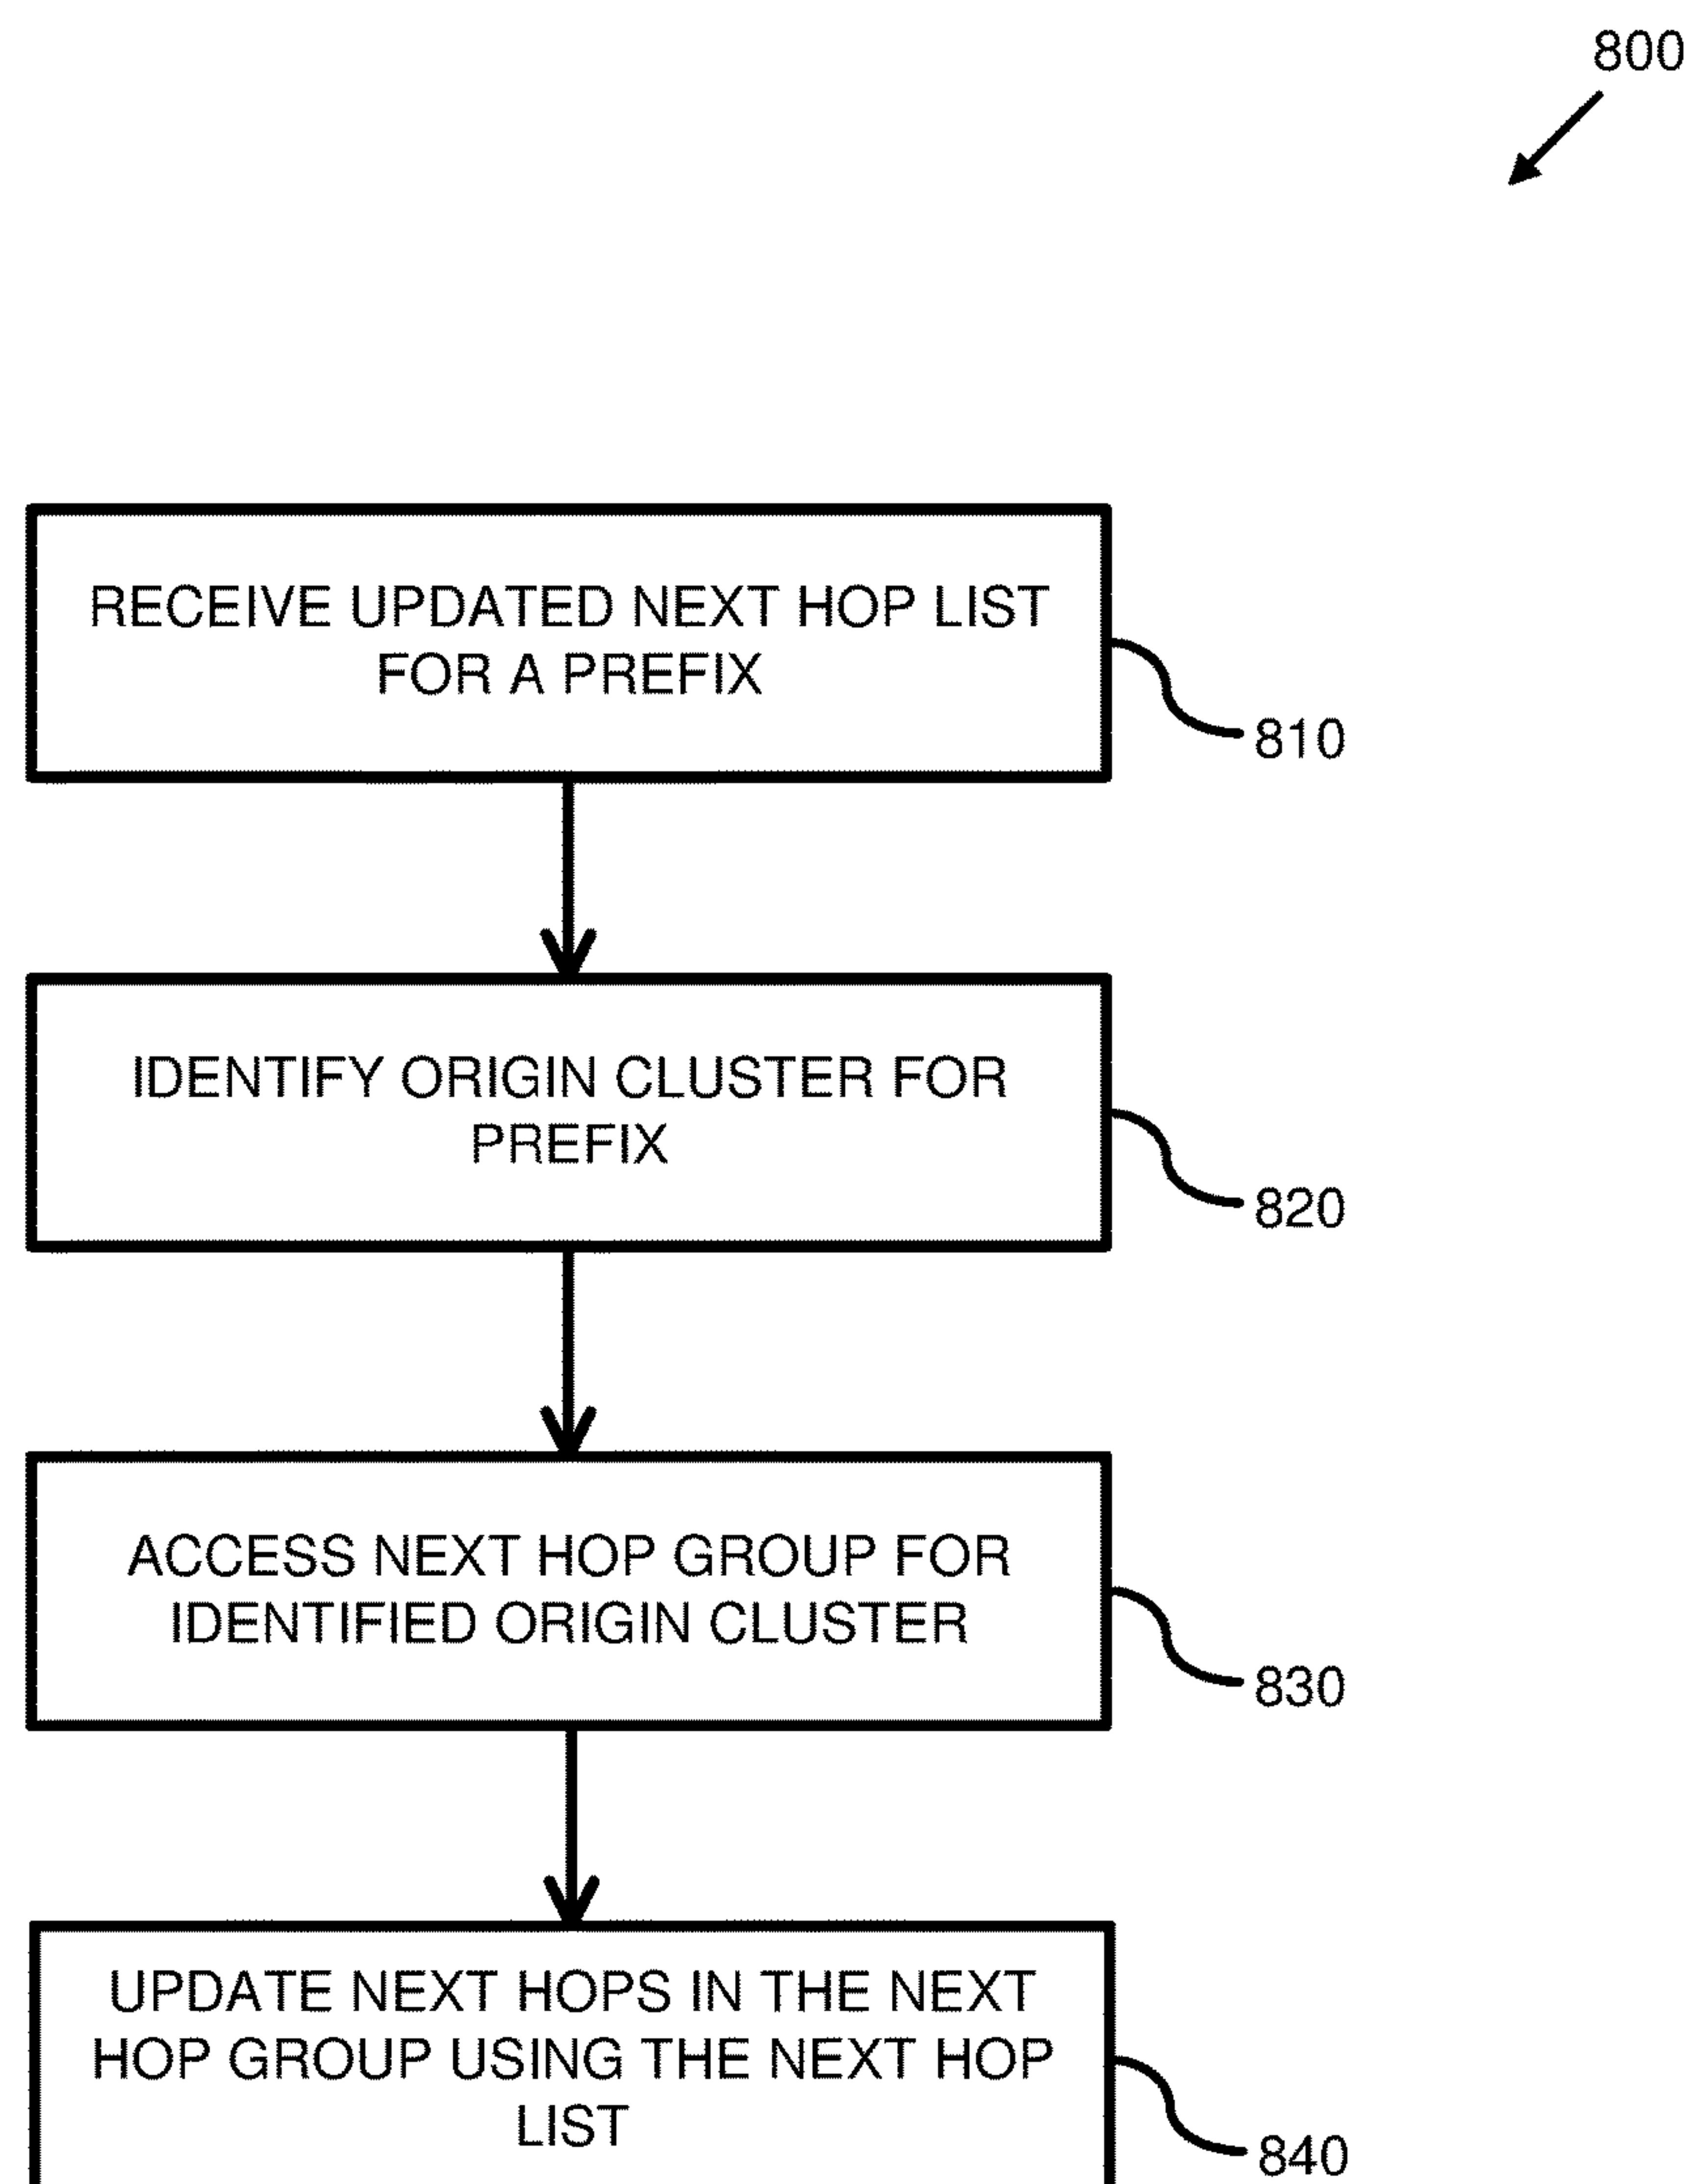 800
RECEIVE UPDATED NEXT HOP LIST
FOR A PREFIX
810
IDENTIFY ORIGIN CLUSTER FOR
PREFIX
820
ACCESS NEXT HOP GROUP FOR
IDENTIFIED ORIGIN CLUSTER
830
UPDATE NEXT HOPS IN THE NEXT
HOP GROUP USING THE NEXT HOP
LIST
840